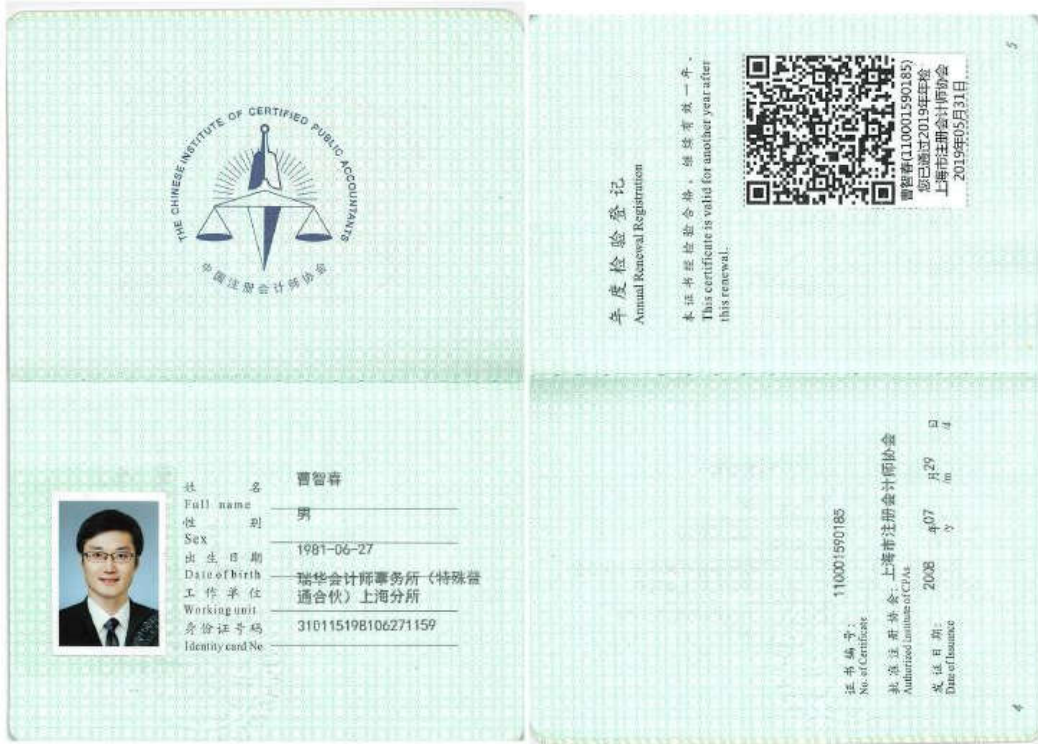 THE CHINESE INSTITUTE OF CERTIFIED PUBLIC ACCOUNTANTS
中国注册会计师协会
姓 名
Full name
曹智春
性 别
Sex
男
出 生 日 期
Date of birth
1981-06-27
工 作 单 位
Working unit
瑞华会计师事务所（特殊普
通合伙）上海分所
身份证号码
Identity card No
310115198106271159
5
年 度 检 验 登 记
Annual Renewal Registration
本 证 书 经 检 验 合 格 ， 继 续 有 效 一 年 。
This certificate is valid for another year after
this renewal.
曹智春(110001590185)
您已通过2019年年检
上海市注册会计师协会
2019年05月31日
证 书 编 号：
No. of Certificate
110001590185
批 准 注 册 协 会：上海市注册会计师协会
Authorized Institute of CPAs
发 证 日 期：
Date of Issuance
2008 年07 月29 日
/y /m /d
4